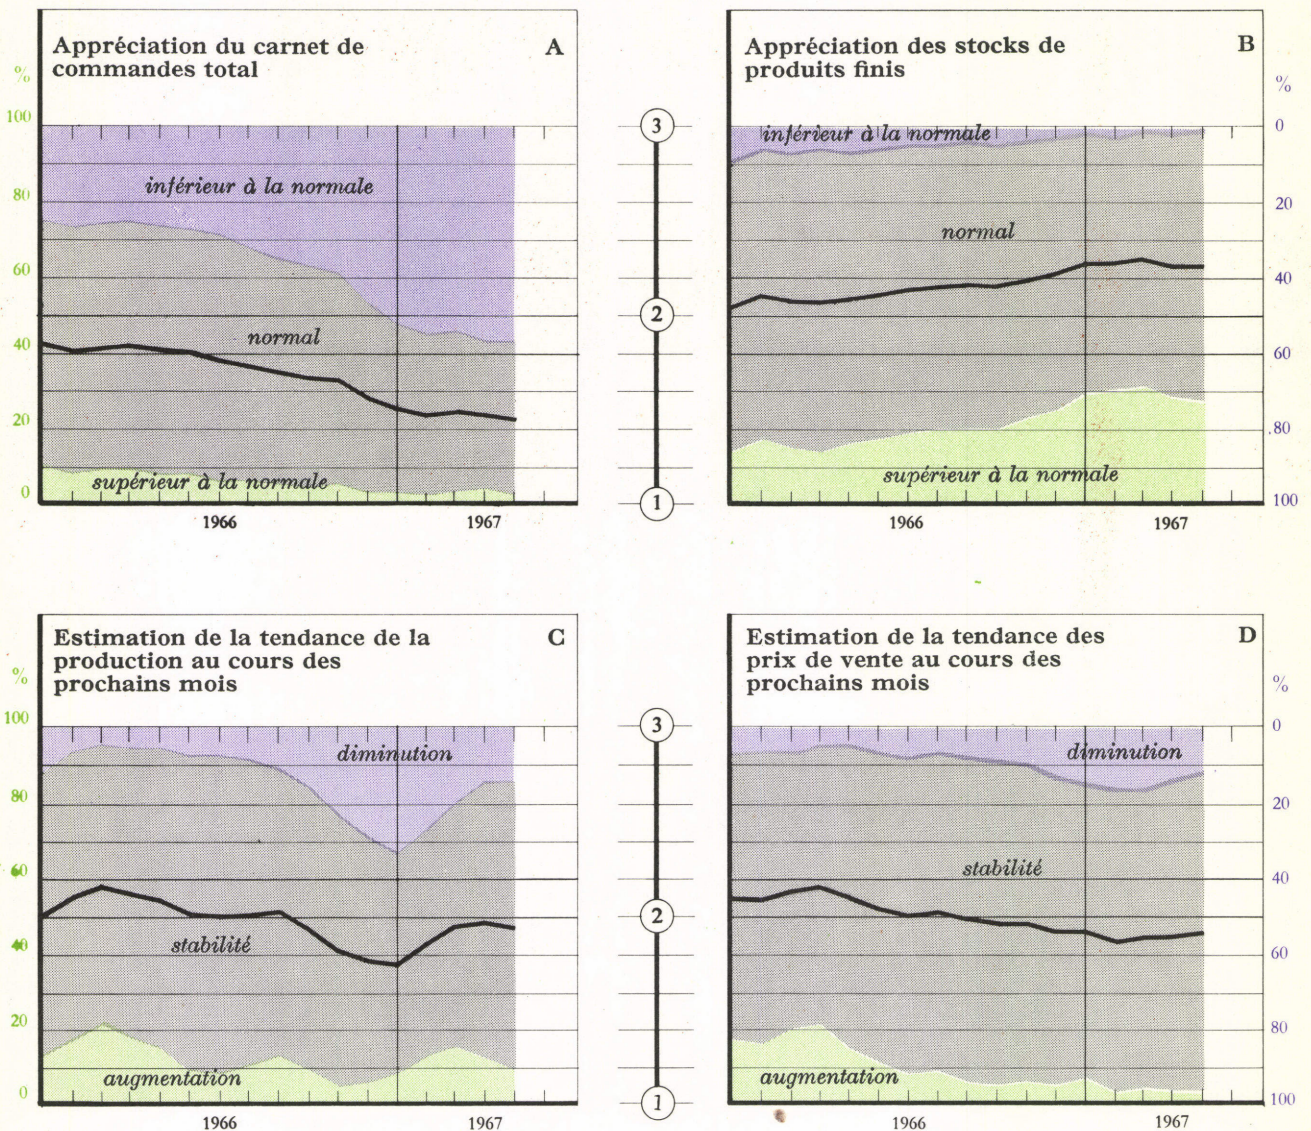 Appréciation du carnet de
commandes total
A
%
100
80
60
40
20
0
inférieur à la normale
normal
supérieur à la normale
1966
1967
3
2
1
Appréciation des stocks de
produits finis
B
%
0
20
40
60
80
100
inférieur à la normale
normal
supérieur à la normale
1966
1967
Estimation de la tendance de la
production au cours des
prochains mois
C
%
100
80
60
40
20
0
diminution
stabilité
augmentation
1966
1967
3
2
1
Estimation de la tendance des
prix de vente au cours des
prochains mois
D
%
0
20
40
60
80
100
diminution
stabilité
augmentation
1966
1967